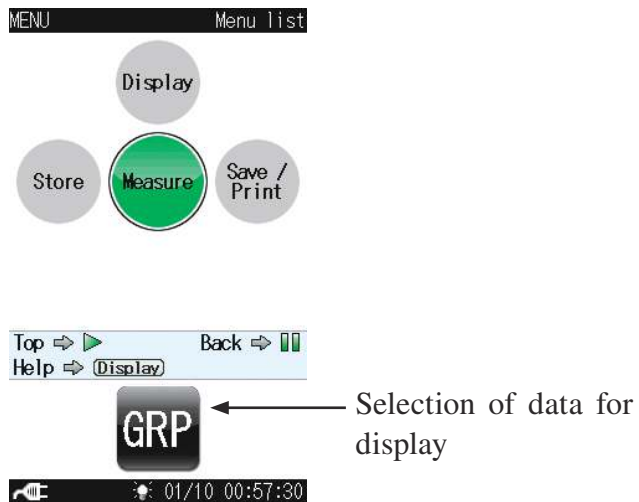 MENU Menu list
Display
Store Measure Save /
Print
Top ⇨ ▷ Back ⇨ ▯▯
Help ⇨ (Display)
GRP
Selection of data for
display
01/10 00:57:30